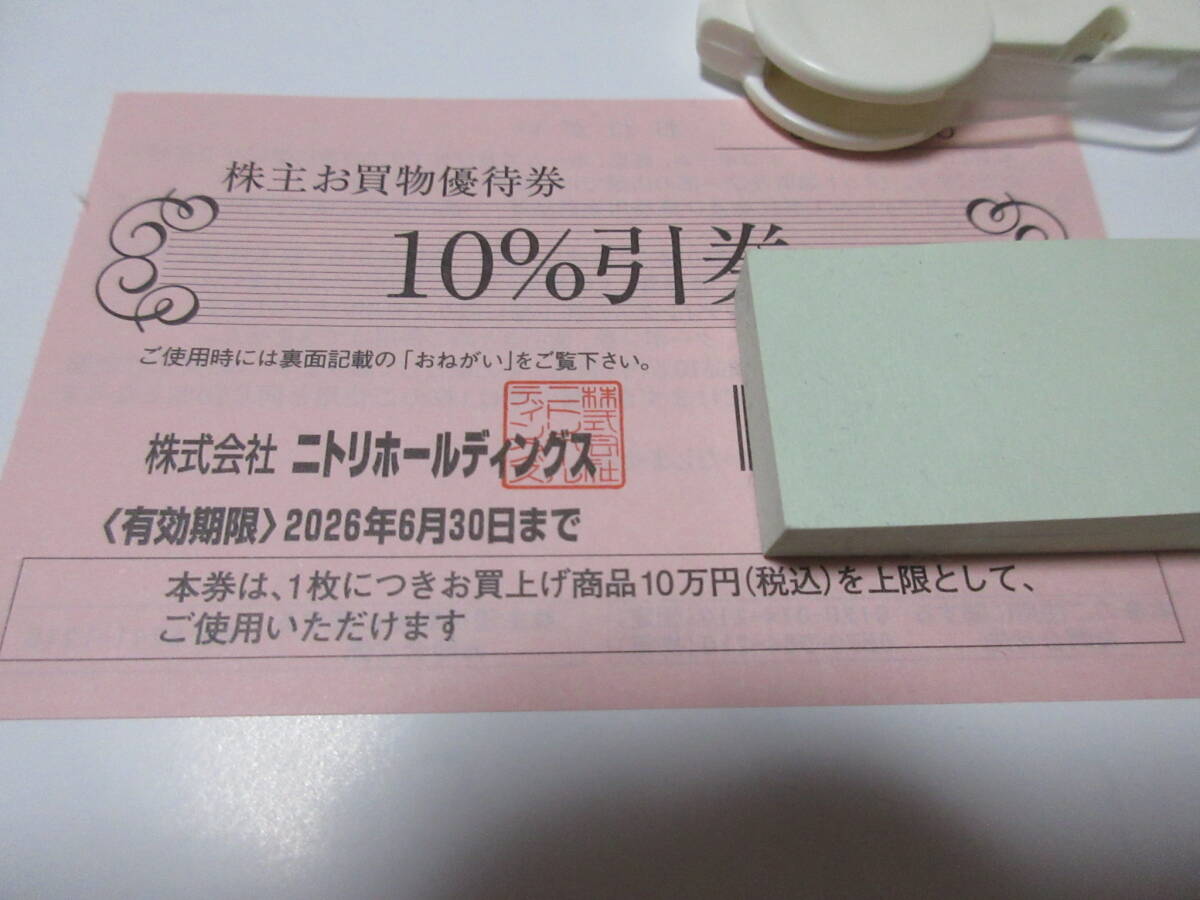 株主お買物優待券
10%引券
ご使用時には裏面記載の「おねがい」をご覧下さい。
株式会社 ニトリホールディングス
〈有効期限〉2026年6月30日まで
本券は、1枚につきお買上げ商品10万円(税込)を上限として、
ご使用いただけます